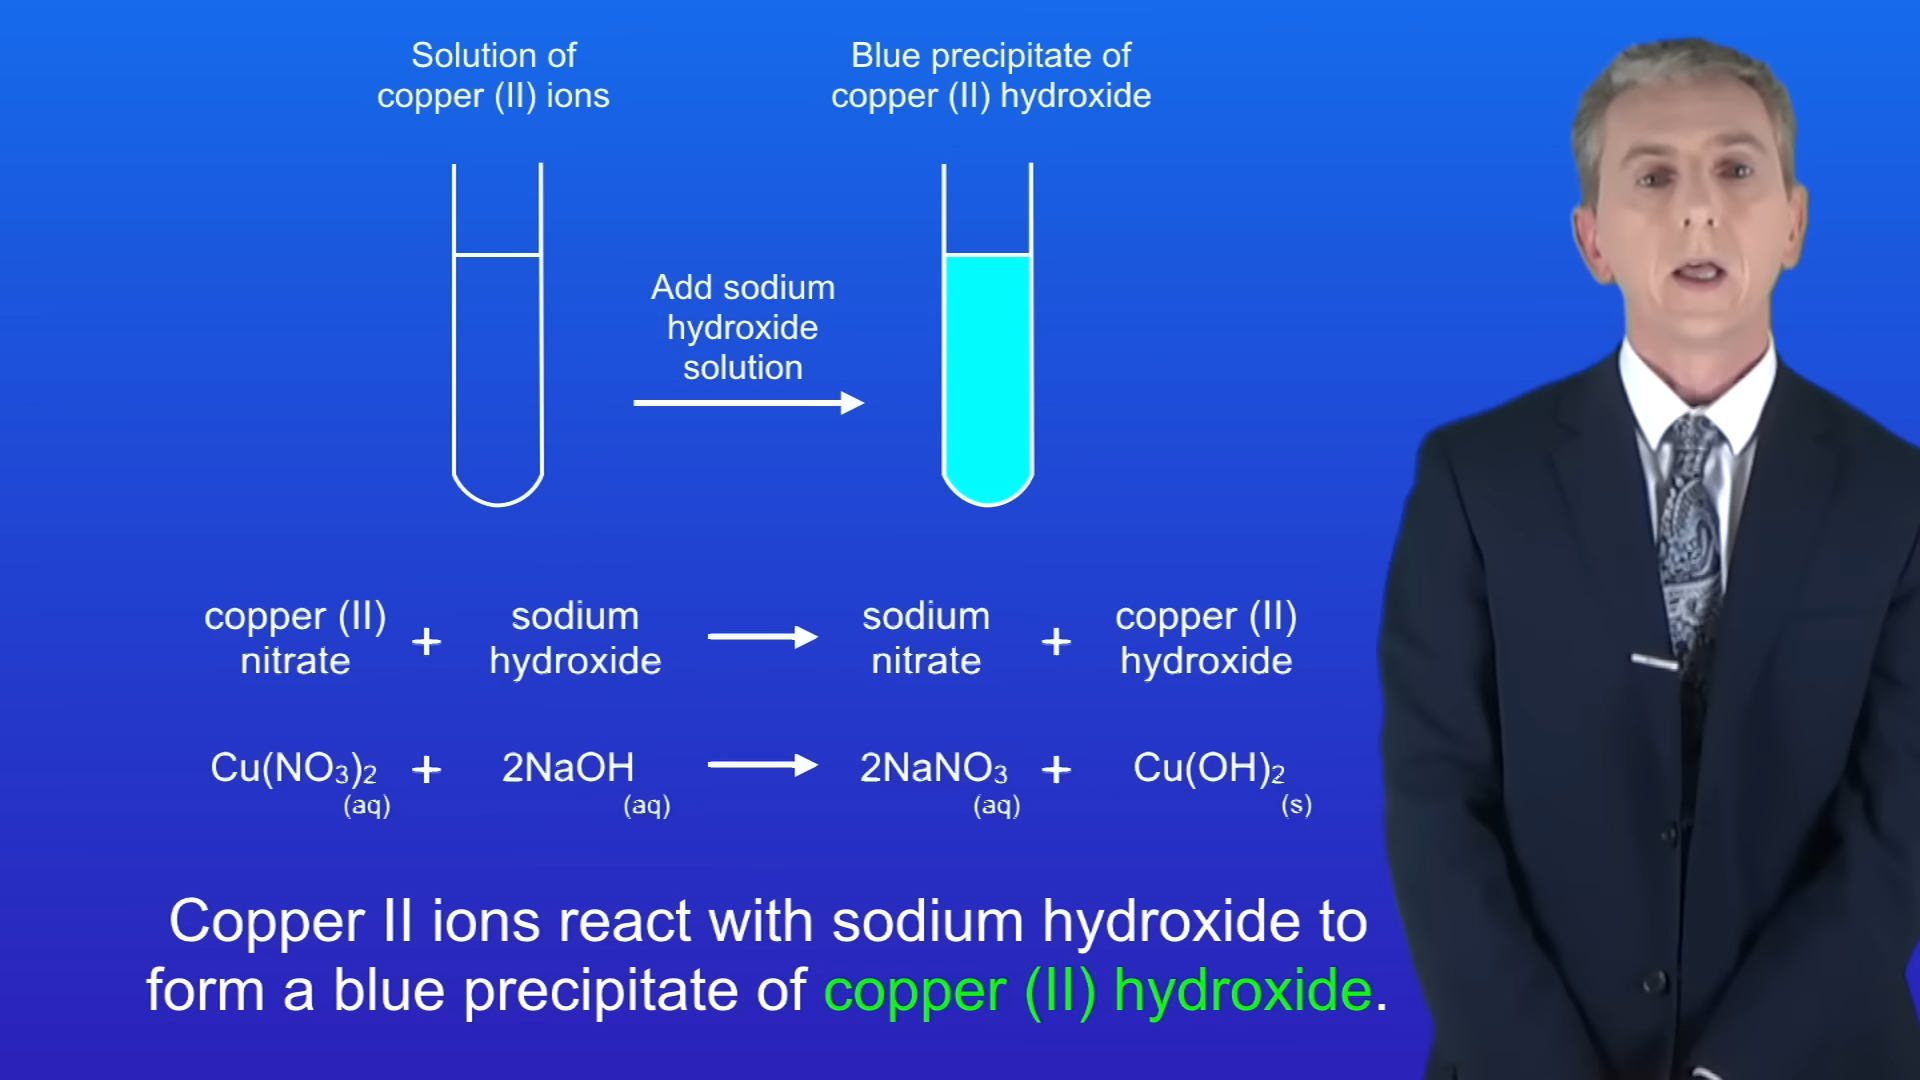 Solution of
copper (II) ions
Blue precipitate of
copper (II) hydroxide
Add sodium
hydroxide
solution
copper (II)
nitrate
+
sodium
hydroxide
sodium
nitrate
+
copper (II)
hydroxide
Cu(NO₃)₂ (aq) + 2NaOH (aq) → 2NaNO₃ (aq) + Cu(OH)₂ (s)
Copper II ions react with sodium hydroxide to
form a blue precipitate of copper (II) hydroxide.